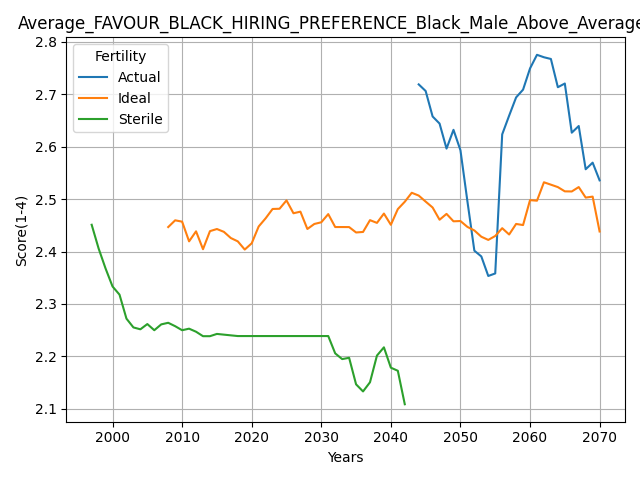 Average_FAVOUR_BLACK_HIRING_PREFERENCE_Black_Male_Above_Average
Fertility
Actual
Ideal
Sterile
Score(1-4)
2.8
2.7
2.6
2.5
2.4
2.3
2.2
2.1
2000 2010 2020 2030 2040 2050 2060 2070
Years